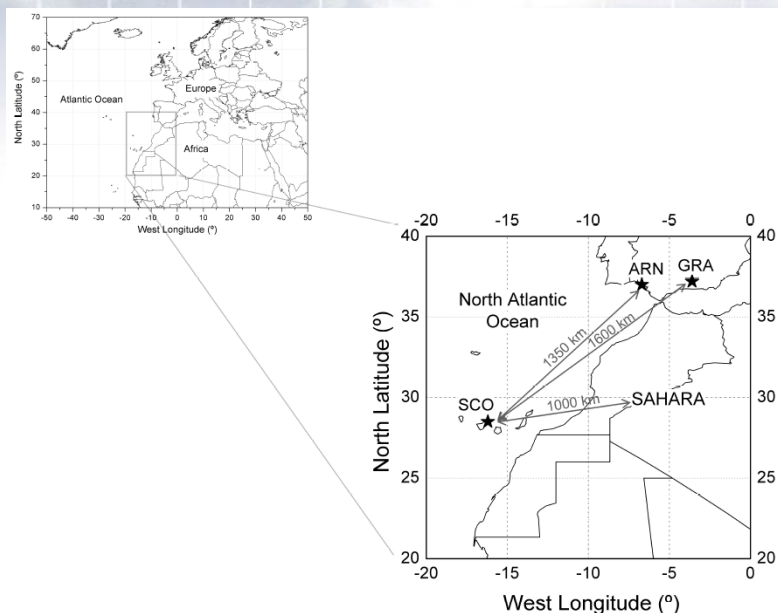 70
60
50
40
30
20
10
North Latitude (º)
Atlantic Ocean
Europe
Africa
-50 -40 -30 -20 -10 0 10 20 30 40 50
West Longitude (º)
-20 -15 -10 -5 0
40 40
ARN GRA
North Atlantic
Ocean
35 35
1350 km
1600 km
30 30
SCO
1000 km
SAHARA
North Latitude (º)
25 25
20 20
-20 -15 -10 -5 0
West Longitude (º)